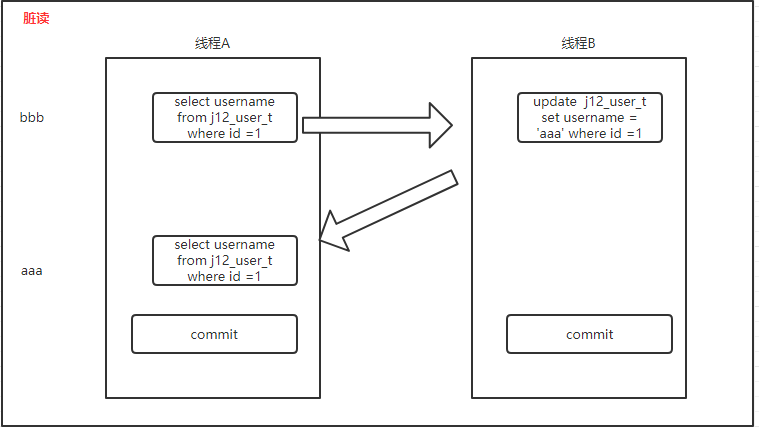 脏读
线程A
线程B
bbb
select username
from j12_user_t
where id =1
update j12_user_t
set username =
'aaa' where id =1
aaa
select username
from j12_user_t
where id =1
commit
commit